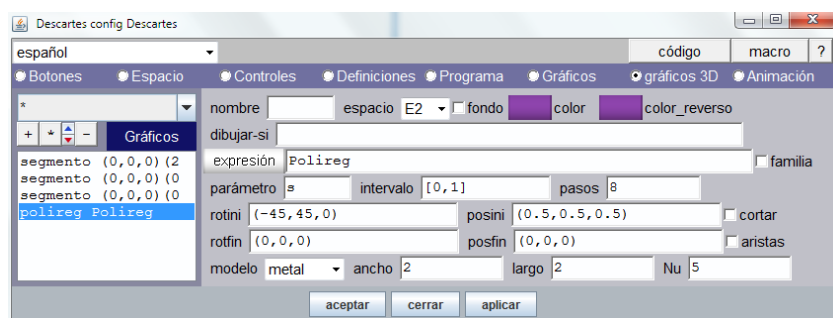 Descartes config Descartes
español código macro ?
Botones Espacio Controles Definiciones Programa Gráficos gráficos 3D Animación
* nombre espacio E2 fondo color color_reverso
+ * - Gráficos dibujar-si
segmento (0,0,0)(2 expresión Polireg familia
segmento (0,0,0)(0 parámetro s intervalo [0,1] pasos 8
segmento (0,0,0)(0
polireg Polireg rotini (-45,45,0) posini (0.5,0.5,0.5) cortar
rotfin (0,0,0) posfin (0,0,0) aristas
modelo metal ancho 2 largo 2 Nu 5
aceptar cerrar aplicar